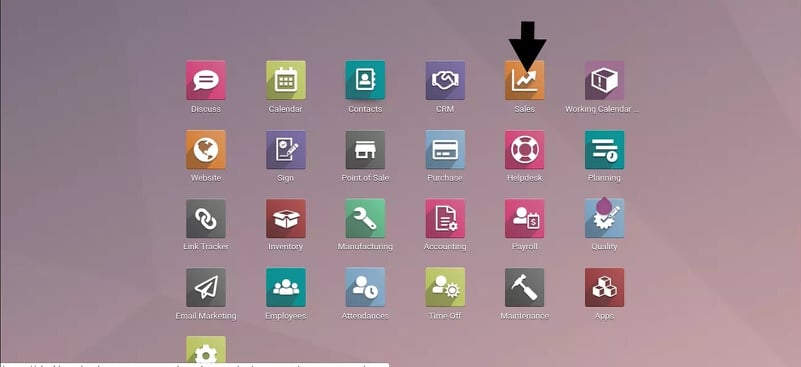 Discuss
Calendar
Contacts
CRM
Sales
Working Calendar ...
Website
Sign
Point of Sale
Purchase
Helpdesk
Planning
Link Tracker
Inventory
Manufacturing
Accounting
Payroll
Quality
Email Marketing
Employees
Attendances
Time Off
Maintenance
Apps